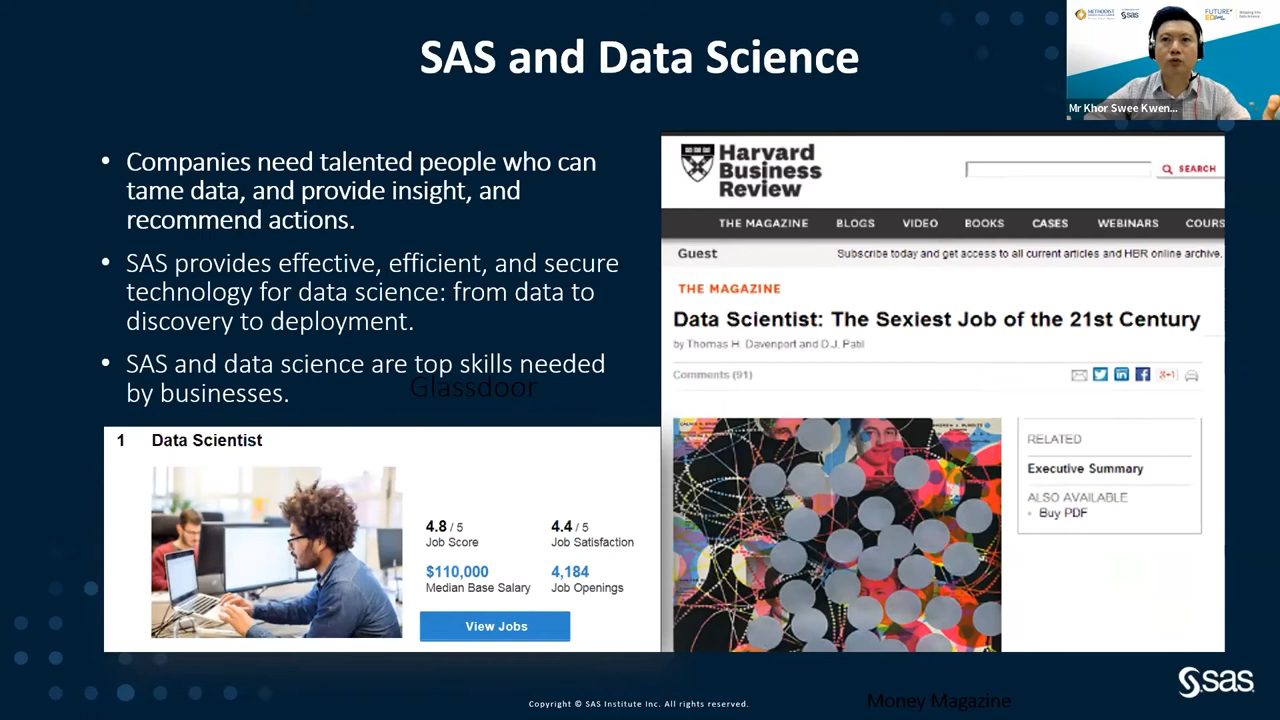 SAS and Data Science
METHODIST
sas
FUTURE
ED
Mr Khor Swee Kwen...
• Companies need talented people who can
tame data, and provide insight, and
recommend actions.
• SAS provides effective, efficient, and secure
technology for data science: from data to
discovery to deployment.
• SAS and data science are top skills needed
by businesses.
Glassdoor
1 Data Scientist
4.8 / 5
Job Score
4.4 / 5
Job Satisfaction
$110,000
Median Base Salary
4,184
Job Openings
View Jobs
Harvard
Business
Review
SEARCH
THE MAGAZINE BLOGS VIDEO BOOKS CASES WEBINARS COURS
Guest
Subscribe today and get access to all current articles and HBR online archive.
THE MAGAZINE
Data Scientist: The Sexiest Job of the 21st Century
by Thomas H. Davenport and D.J. Patil
Comments (91)
g+1
RELATED
Executive Summary
ALSO AVAILABLE
• Buy PDF
sas
Copyright © SAS Institute Inc. All rights reserved.
Money Magazine